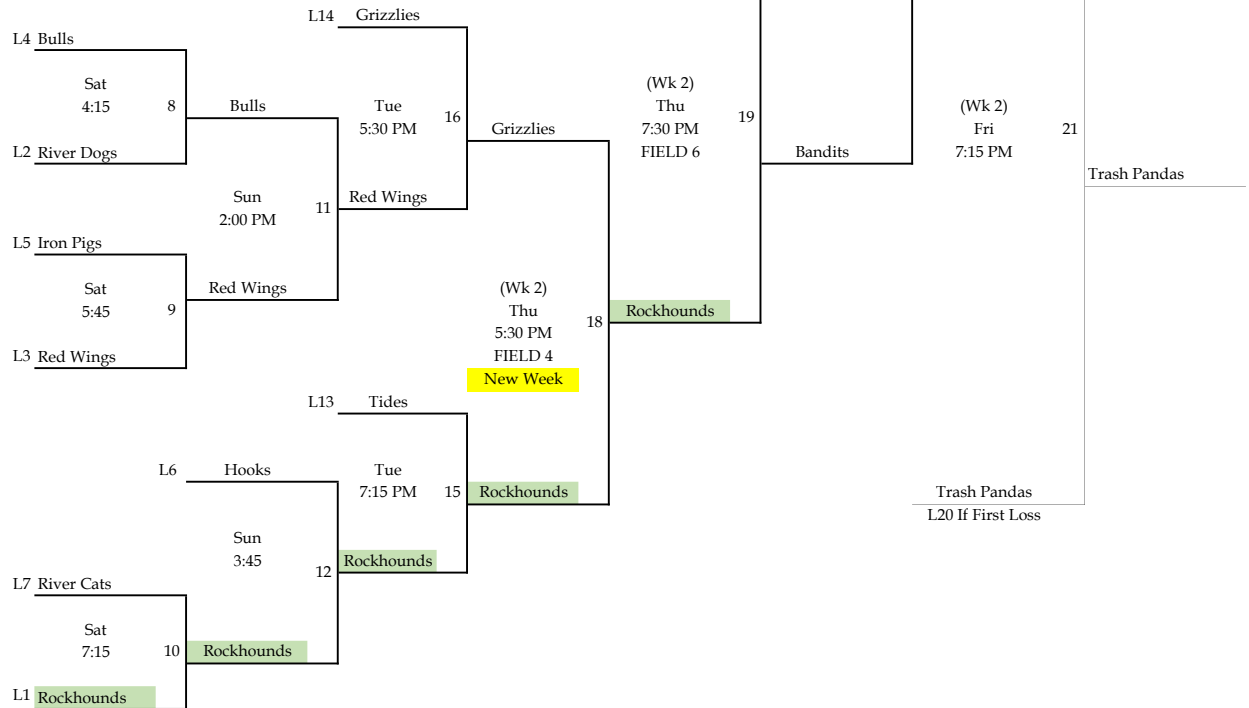 L14 Grizzlies
L4 Bulls
Sat
4:15
8
Bulls
Tue
5:30 PM
16
Grizzlies
(Wk 2)
Thu
7:30 PM
FIELD 6
19
Bandits
(Wk 2)
Fri
7:15 PM
21
Trash Pandas
L2 River Dogs
Sun
2:00 PM
11
Red Wings
L5 Iron Pigs
Sat
5:45
9
Red Wings
L3 Red Wings
(Wk 2)
Thu
5:30 PM
FIELD 4
New Week
18
Rockhounds
L13 Tides
L6 Hooks
Tue
7:15 PM
15
Rockhounds
Trash Pandas
L20 If First Loss
Sun
3:45
12
Rockhounds
L7 River Cats
Sat
7:15
10
Rockhounds
L1 Rockhounds